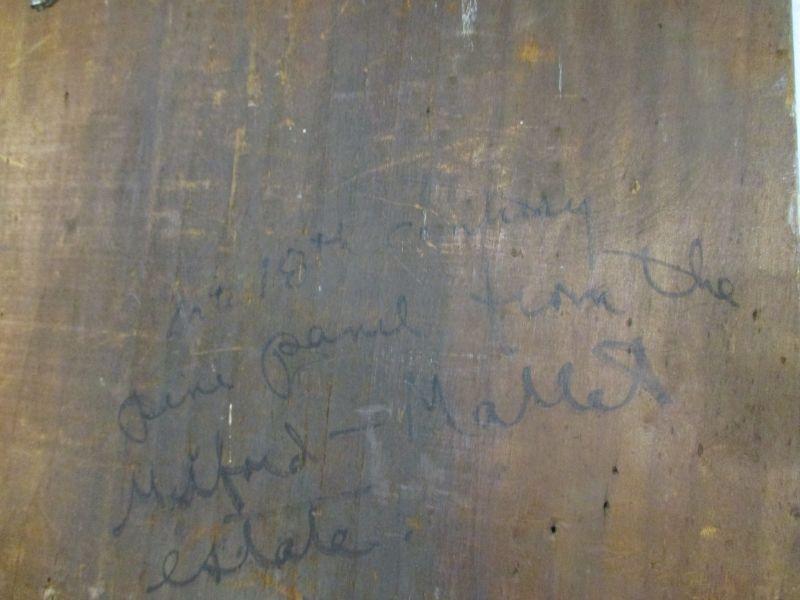 18th century
pine panel from the
Milford - Mallet
estate.